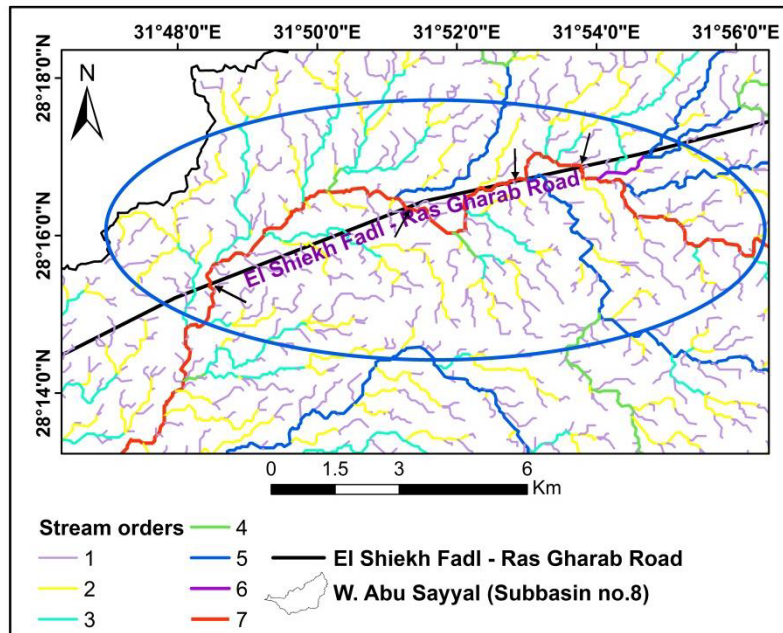 31°48'0"E 31°50'0"E 31°52'0"E 31°54'0"E 31°56'0"E
28°18'0"N
N
28°16'0"N
El Shiekh Fadl - Ras Gharab Road
28°14'0"N
0 1.5 3 6
Km
Stream orders
1
2
3
4
5
6
7
El Shiekh Fadl - Ras Gharab Road
W. Abu Sayyal (Subbasin no.8)